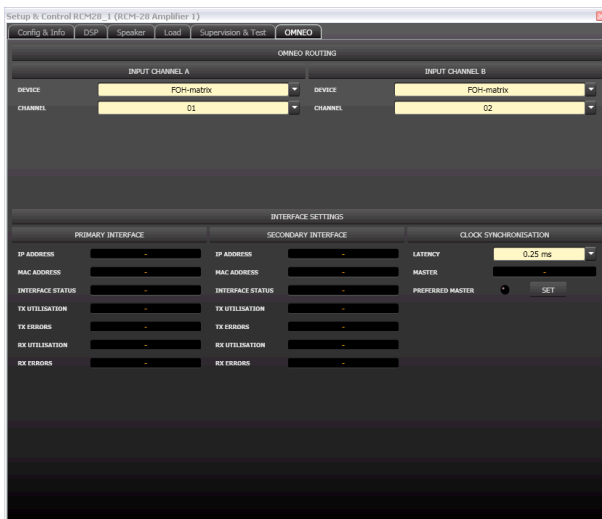 Setup & Control RCM28_1 (RCM-28 Amplifier 1)
Config & Info DSP Speaker Load Supervision & Test OMNEO
OMNEO ROUTING
INPUT CHANNEL A INPUT CHANNEL B
DEVICE FOH-matrix DEVICE FOH-matrix
CHANNEL 01 CHANNEL 02
INTERFACE SETTINGS
PRIMARY INTERFACE SECONDARY INTERFACE CLOCK SYNCHRONISATION
IP ADDRESS - IP ADDRESS - LATENCY 0.25 ms
MAC ADDRESS - MAC ADDRESS - MASTER -
INTERFACE STATUS - INTERFACE STATUS - PREFERRED MASTER SET
TX UTILISATION - TX UTILISATION -
TX ERRORS - TX ERRORS -
RX UTILISATION - RX UTILISATION -
RX ERRORS - RX ERRORS -